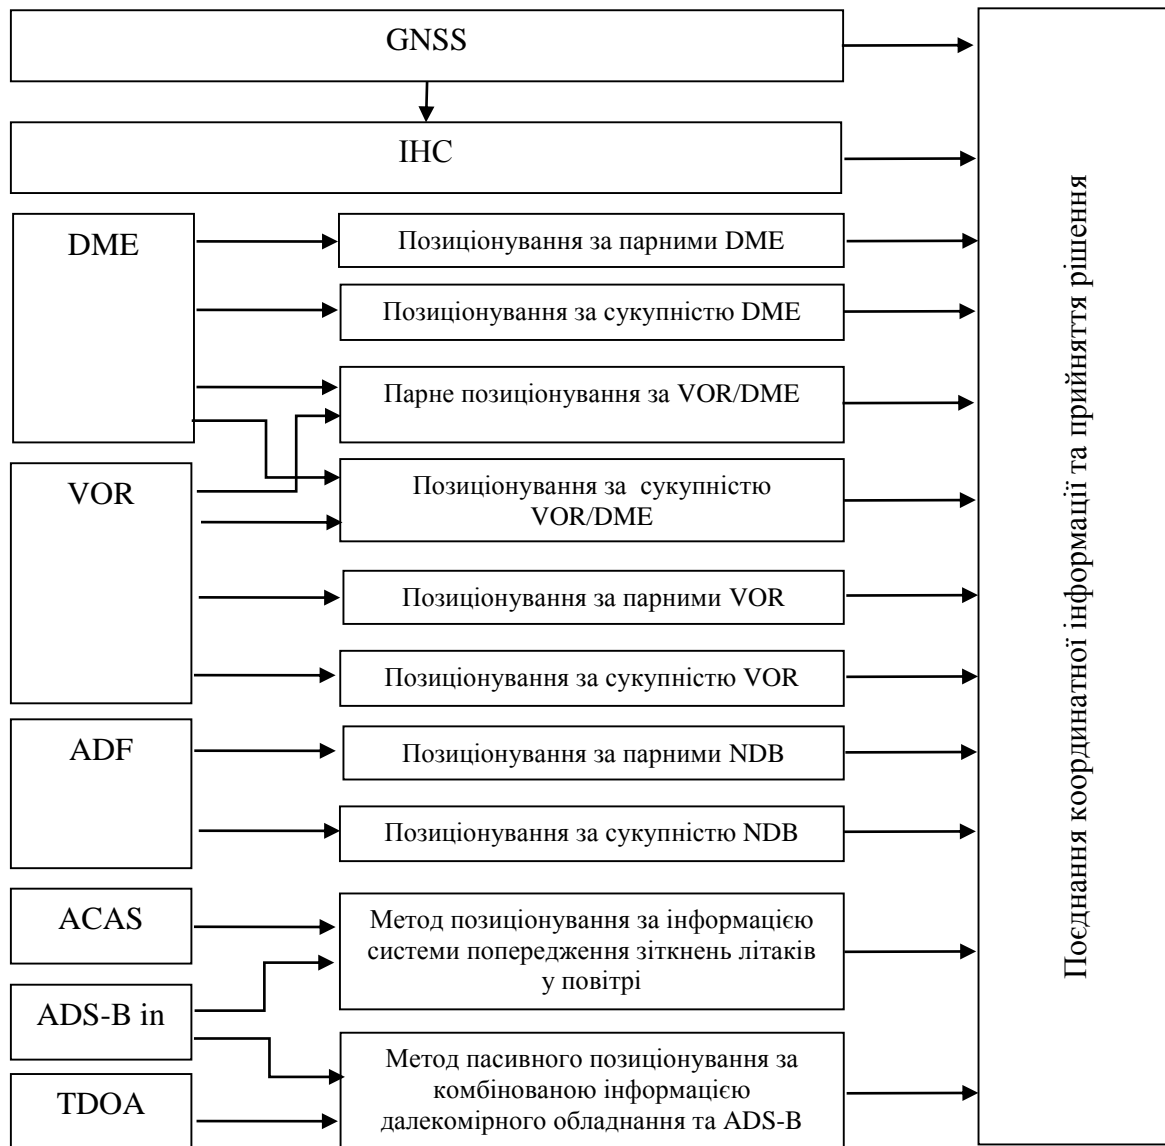 GNSS
ІНС
DME
Позиціонування за парними DME
Позиціонування за сукупністю DME
Парне позиціонування за VOR/DME
VOR
Позиціонування за сукупністю
VOR/DME
Позиціонування за парними VOR
Позиціонування за сукупністю VOR
ADF
Позиціонування за парними NDB
Позиціонування за сукупністю NDB
ACAS
Метод позиціонування за інформацією
системи попередження зіткнень літаків
у повітрі
ADS-B in
Метод пасивного позиціонування за
комбінованою інформацією
далекомірного обладнання та ADS-B
TDOA
Поєднання координатної інформації та прийняття рішення